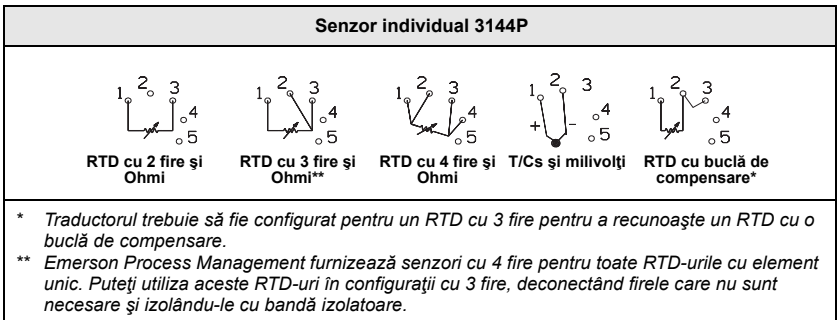 Senzor individual 3144P
1 2 3 4 5
1 2 3 4 5
1 2 3 4 5
1 2 3 4 5 + -
1 2 3 4 5
RTD cu 2 fire şi
Ohmi
RTD cu 3 fire şi
Ohmi**
RTD cu 4 fire şi
Ohmi
T/Cs şi milivolţi
RTD cu buclă de
compensare*
* Traductorul trebuie să fie configurat pentru un RTD cu 3 fire pentru a recunoaşte un RTD cu o
buclă de compensare.
** Emerson Process Management furnizează senzori cu 4 fire pentru toate RTD-urile cu element
unic. Puteţi utiliza aceste RTD-uri în configuraţii cu 3 fire, deconectând firele care nu sunt
necesare şi izolându-le cu bandă izolatoare.